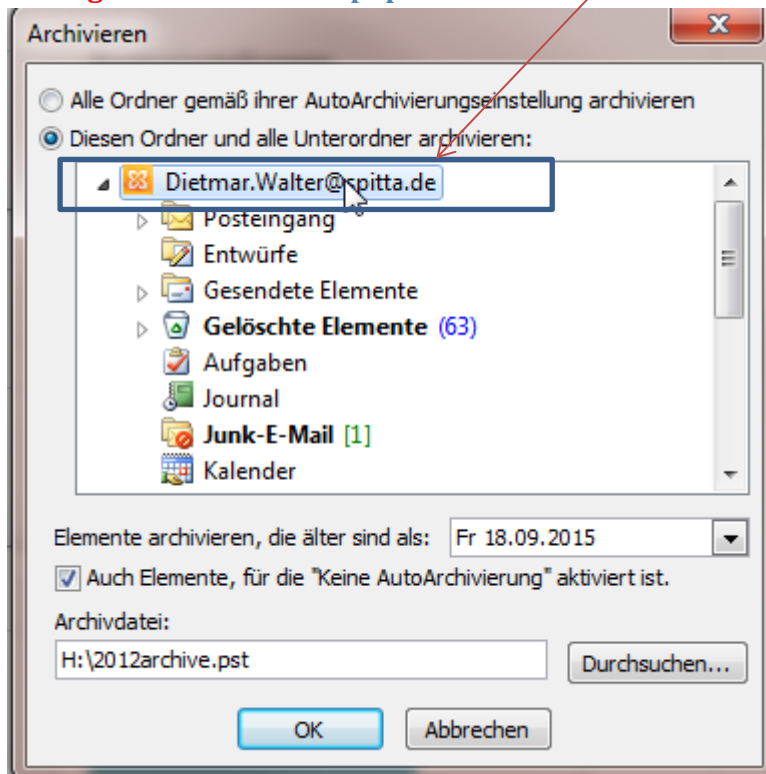 Archivieren
Alle Ordner gemäß ihrer AutoArchivierungseinstellung archivieren
Diesen Ordner und alle Unterordner archivieren:
Dietmar.Walter@spitta.de
Posteingang
Entwürfe
Gesendete Elemente
Gelöschte Elemente (63)
Aufgaben
Journal
Junk-E-Mail [1]
Kalender
Elemente archivieren, die älter sind als: Fr 18.09.2015
Auch Elemente, für die "Keine AutoArchivierung" aktiviert ist.
Archivdatei:
H:\2012archive.pst Durchsuchen...
OK Abbrechen